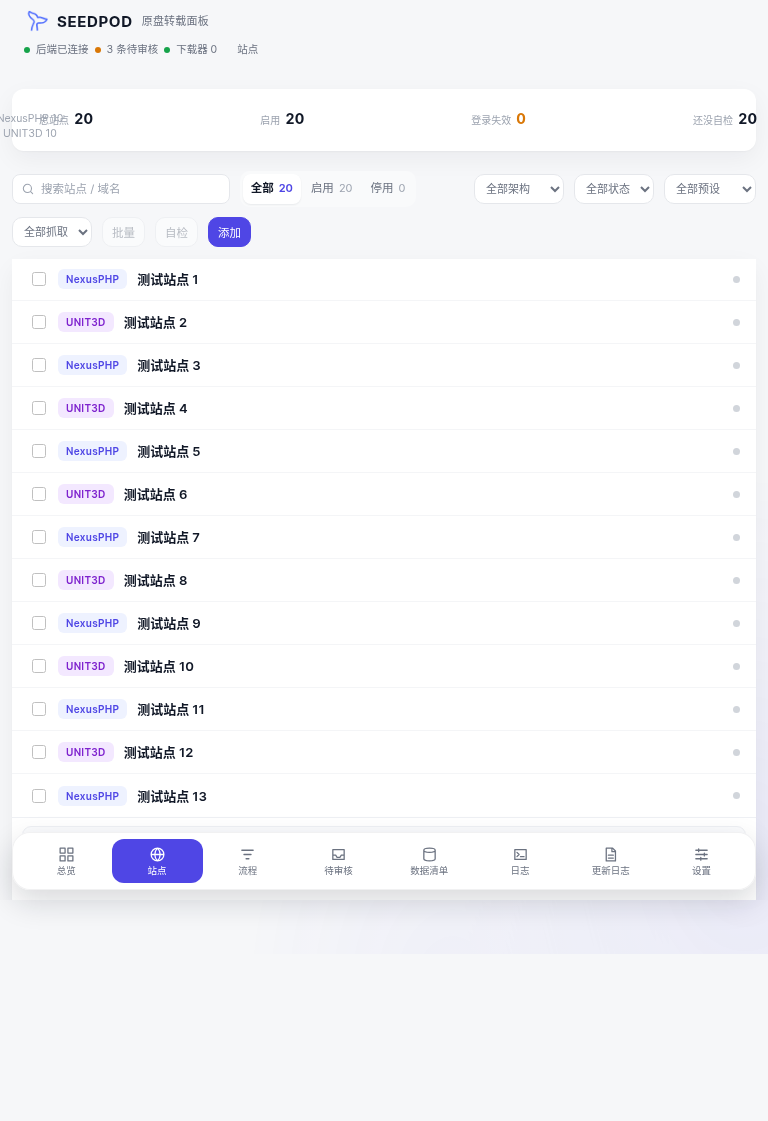 SEEDPOD 原盘转载面板
后端已连接 3 条待审核 下载器 0 站点
总站点 20 启用 20 登录失效 0 还没自检 20
NexusPHP 10
UNIT3D 10
搜索站点 / 域名 全部 20 启用 20 停用 0 全部架构 全部状态 全部预设
全部抓取 批量 自检 添加
NexusPHP 测试站点 1
UNIT3D 测试站点 2
NexusPHP 测试站点 3
UNIT3D 测试站点 4
NexusPHP 测试站点 5
UNIT3D 测试站点 6
NexusPHP 测试站点 7
UNIT3D 测试站点 8
NexusPHP 测试站点 9
UNIT3D 测试站点 10
NexusPHP 测试站点 11
UNIT3D 测试站点 12
NexusPHP 测试站点 13
总览 站点 流程 待审核 数据清单 日志 更新日志 设置